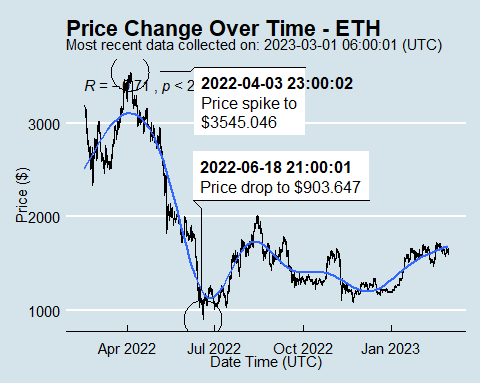 Price Change Over Time - ETH
Most recent data collected on: 2023-03-01 06:00:01 (UTC)
R = 
, p < 2
2022-04-03 23:00:02
Price spike to
$3545.046
2022-06-18 21:00:01
Price drop to $903.647
Price ($)
3000
2000
1000
Apr 2022
Jul 2022
Oct 2022
Jan 2023
Date Time (UTC)